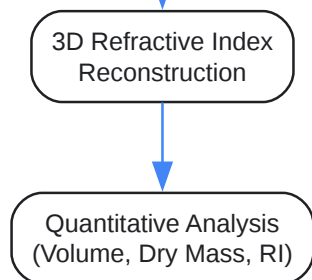 3D Refractive Index
Reconstruction
Quantitative Analysis
(Volume, Dry Mass, RI)